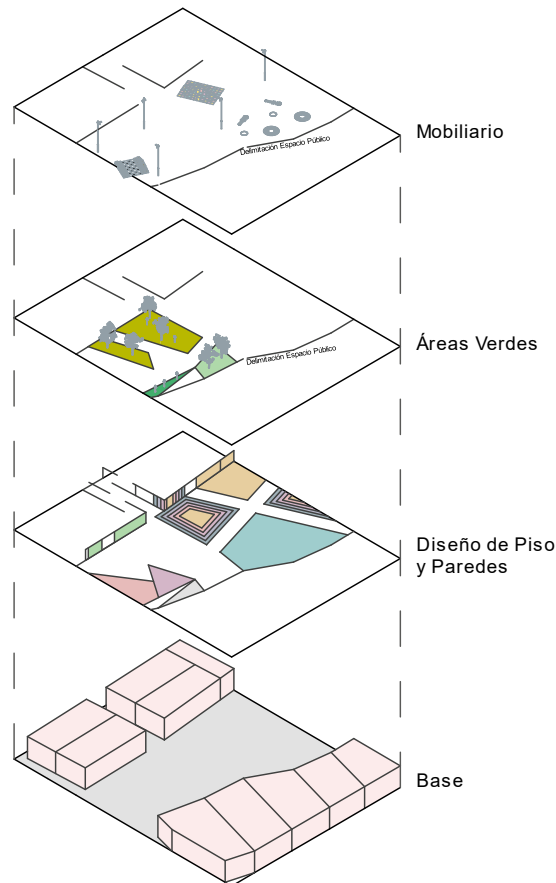 Mobiliario
Delimitación Espacio Público
Áreas Verdes
Delimitación Espacio Público
Diseño de Piso
y Paredes
Base